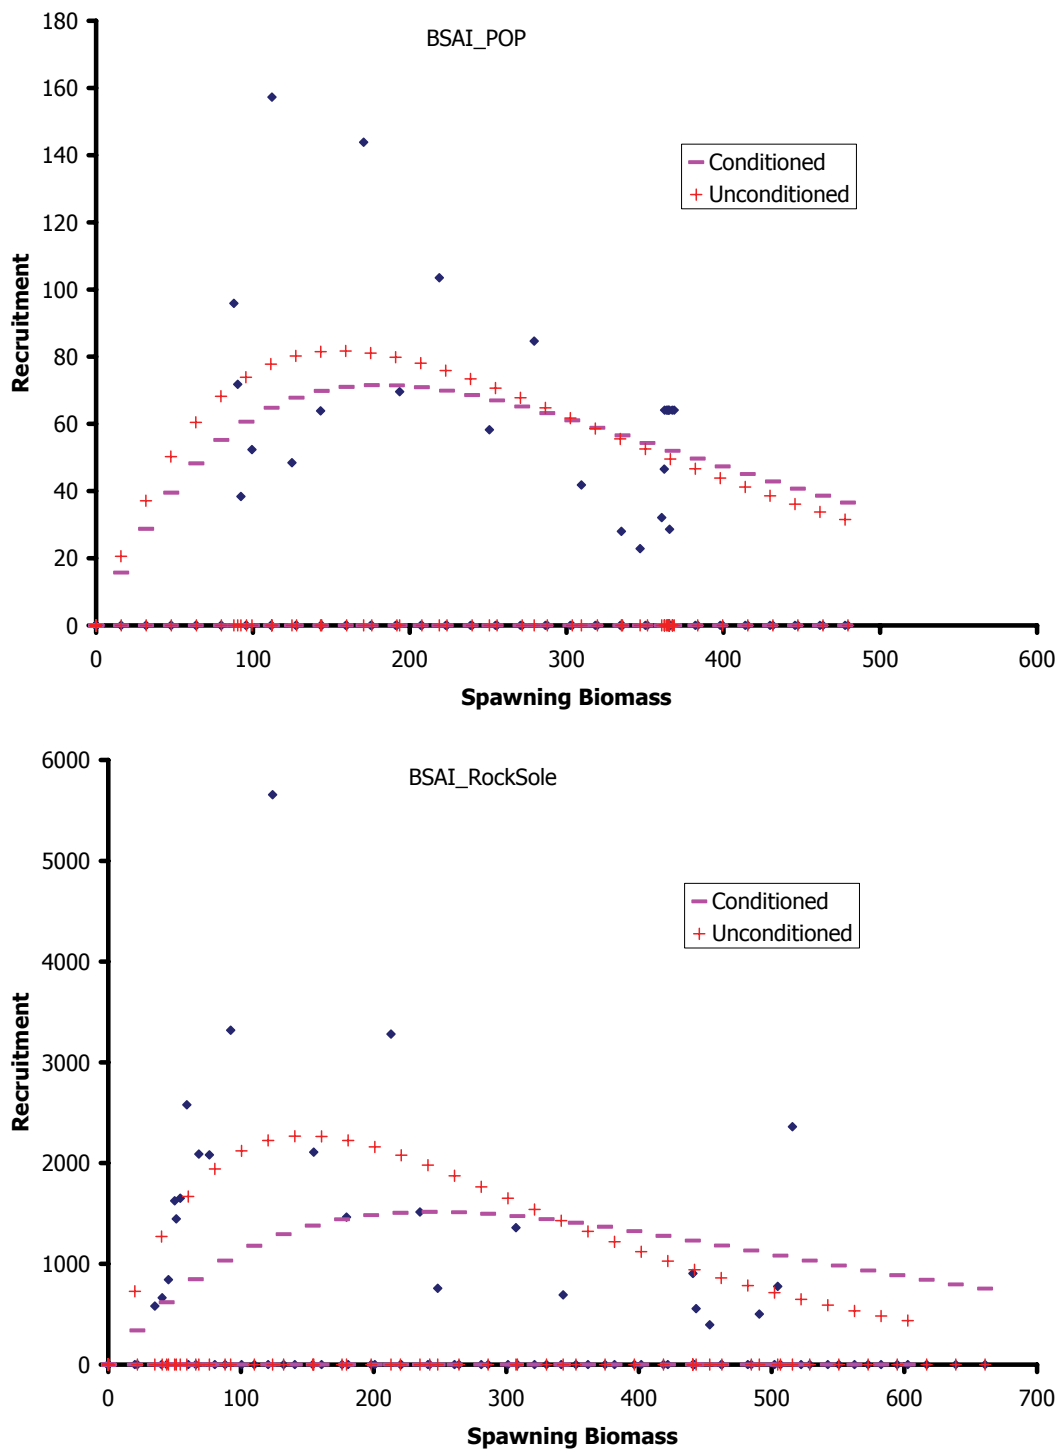 BSAI_POP
180
160
140
120
100
80
60
40
20
0
Recruitment
Conditioned
Unconditioned
0 100 200 300 400 500 600
Spawning Biomass
BSAI_RockSole
6000
5000
4000
3000
2000
1000
0
Recruitment
Conditioned
Unconditioned
0 100 200 300 400 500 600 700
Spawning Biomass